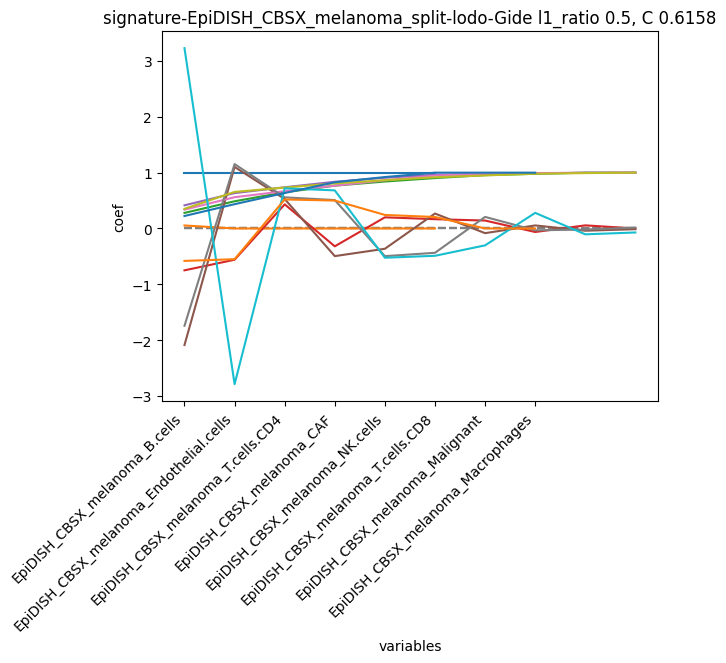 signature-EpiDISH_CBSX_melanoma_split-lodo-Gide l1_ratio 0.5, C 0.6158
coef
3
2
1
0
−1
−2
−3
EpiDISH_CBSX_melanoma_B.cells
EpiDISH_CBSX_melanoma_Endothelial.cells
EpiDISH_CBSX_melanoma_T.cells.CD4
EpiDISH_CBSX_melanoma_CAF
EpiDISH_CBSX_melanoma_NK.cells
EpiDISH_CBSX_melanoma_T.cells.CD8
EpiDISH_CBSX_melanoma_Malignant
EpiDISH_CBSX_melanoma_Macrophages
variables